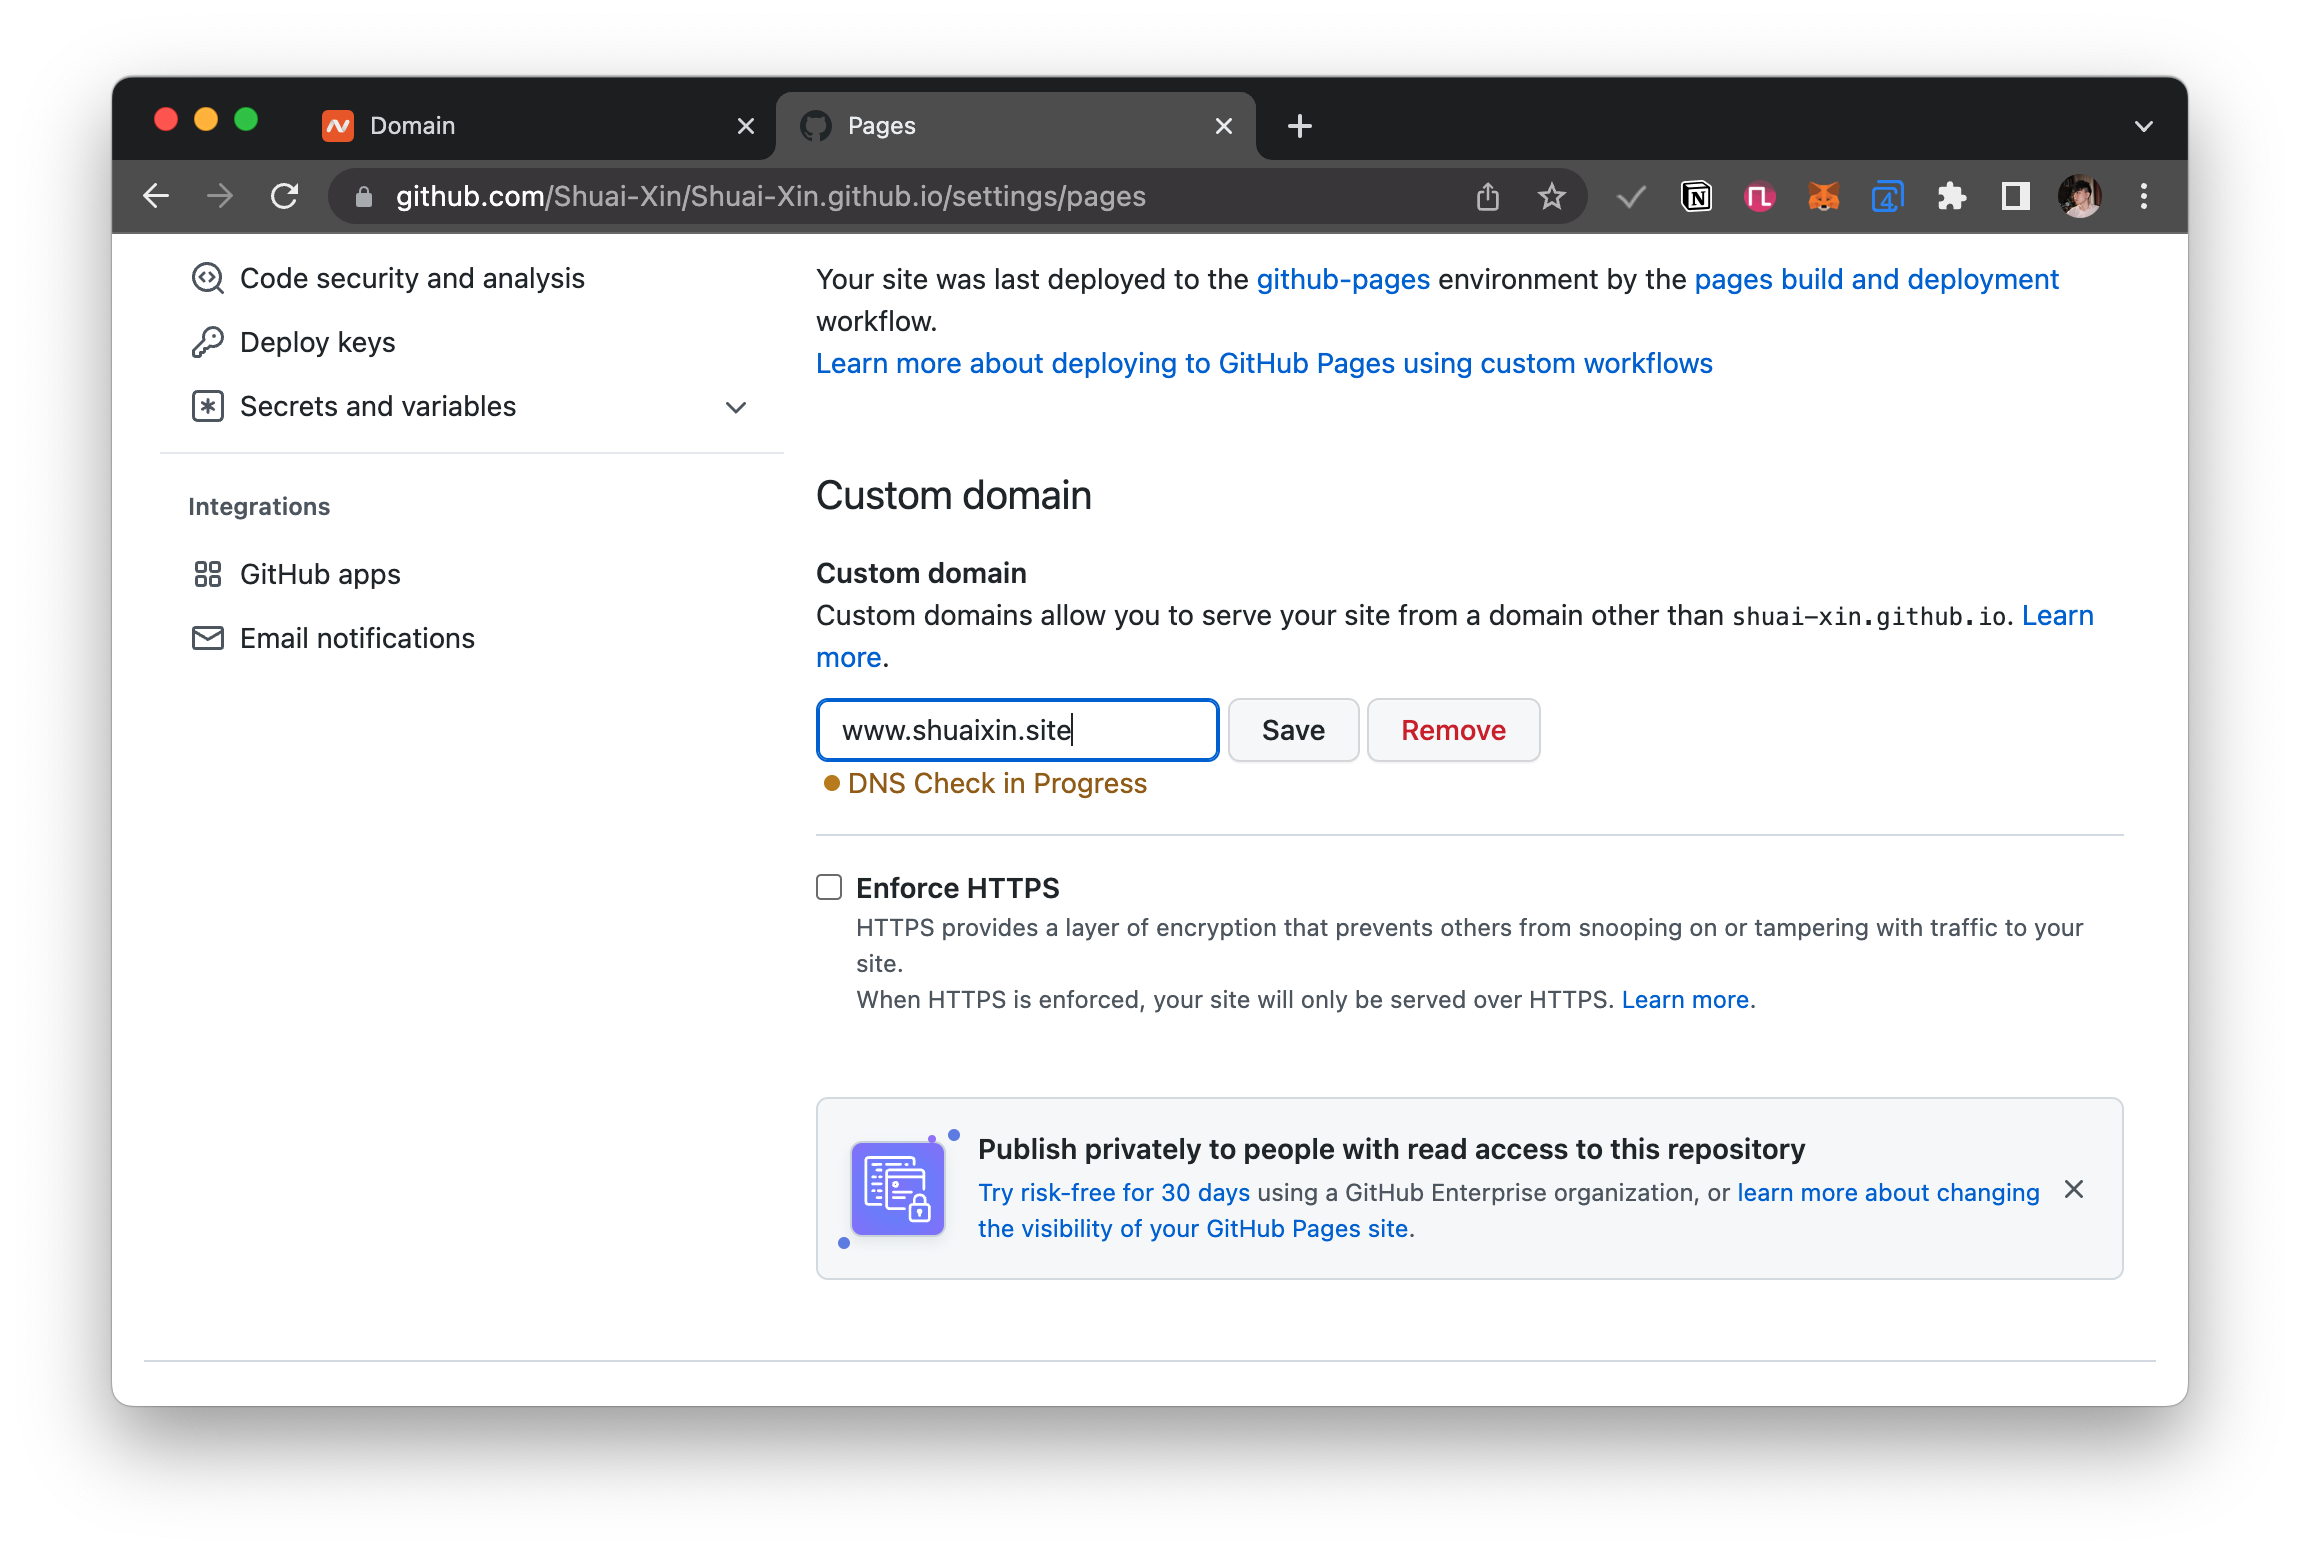 Domain
Pages
github.com/Shuai-Xin/Shuai-Xin.github.io/settings/pages
N
4
Code security and analysis
Deploy keys
Secrets and variables
Integrations
GitHub apps
Email notifications
Your site was last deployed to the github-pages environment by the pages build and deployment
workflow.
Learn more about deploying to GitHub Pages using custom workflows
Custom domain
Custom domain
Custom domains allow you to serve your site from a domain other than shuai-xin.github.io. Learn
more.
www.shuaixin.site
Save
Remove
DNS Check in Progress
Enforce HTTPS
HTTPS provides a layer of encryption that prevents others from snooping on or tampering with traffic to your
site.
When HTTPS is enforced, your site will only be served over HTTPS. Learn more.
Publish privately to people with read access to this repository
Try risk-free for 30 days using a GitHub Enterprise organization, or learn more about changing
the visibility of your GitHub Pages site.